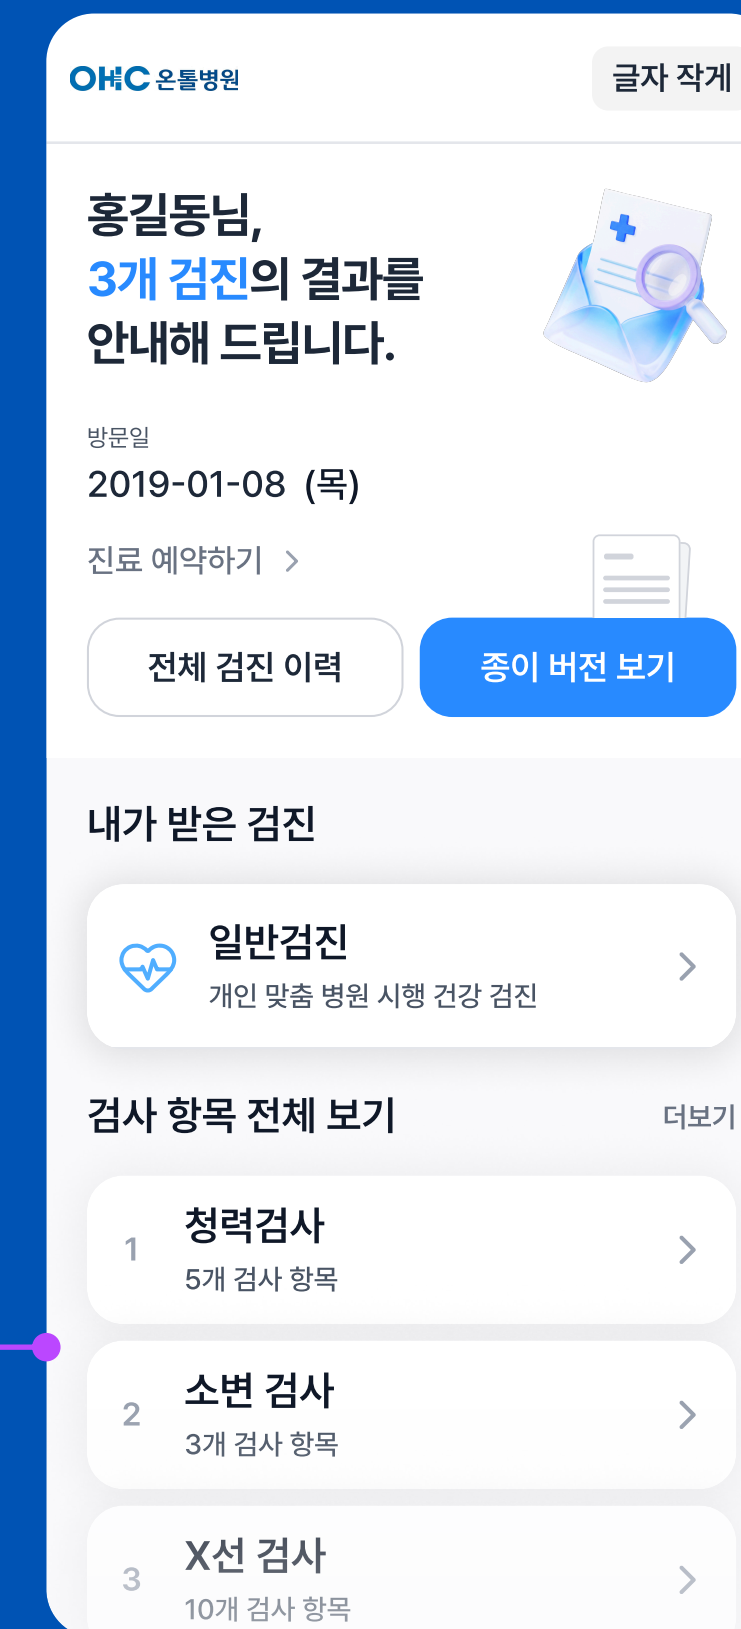 OHC 온톨병원
글자 작게
홍길동님,
3개 검진의 결과를
안내해 드립니다.
방문일
2019-01-08 (목)
진료 예약하기
전체 검진 이력
종이 버전 보기
내가 받은 검진
일반검진
개인 맞춤 병원 시행 건강 검진
검사 항목 전체 보기
더보기
1
청력검사
5개 검사 항목
2
소변 검사
3개 검사 항목
3
X선 검사
10개 검사 항목